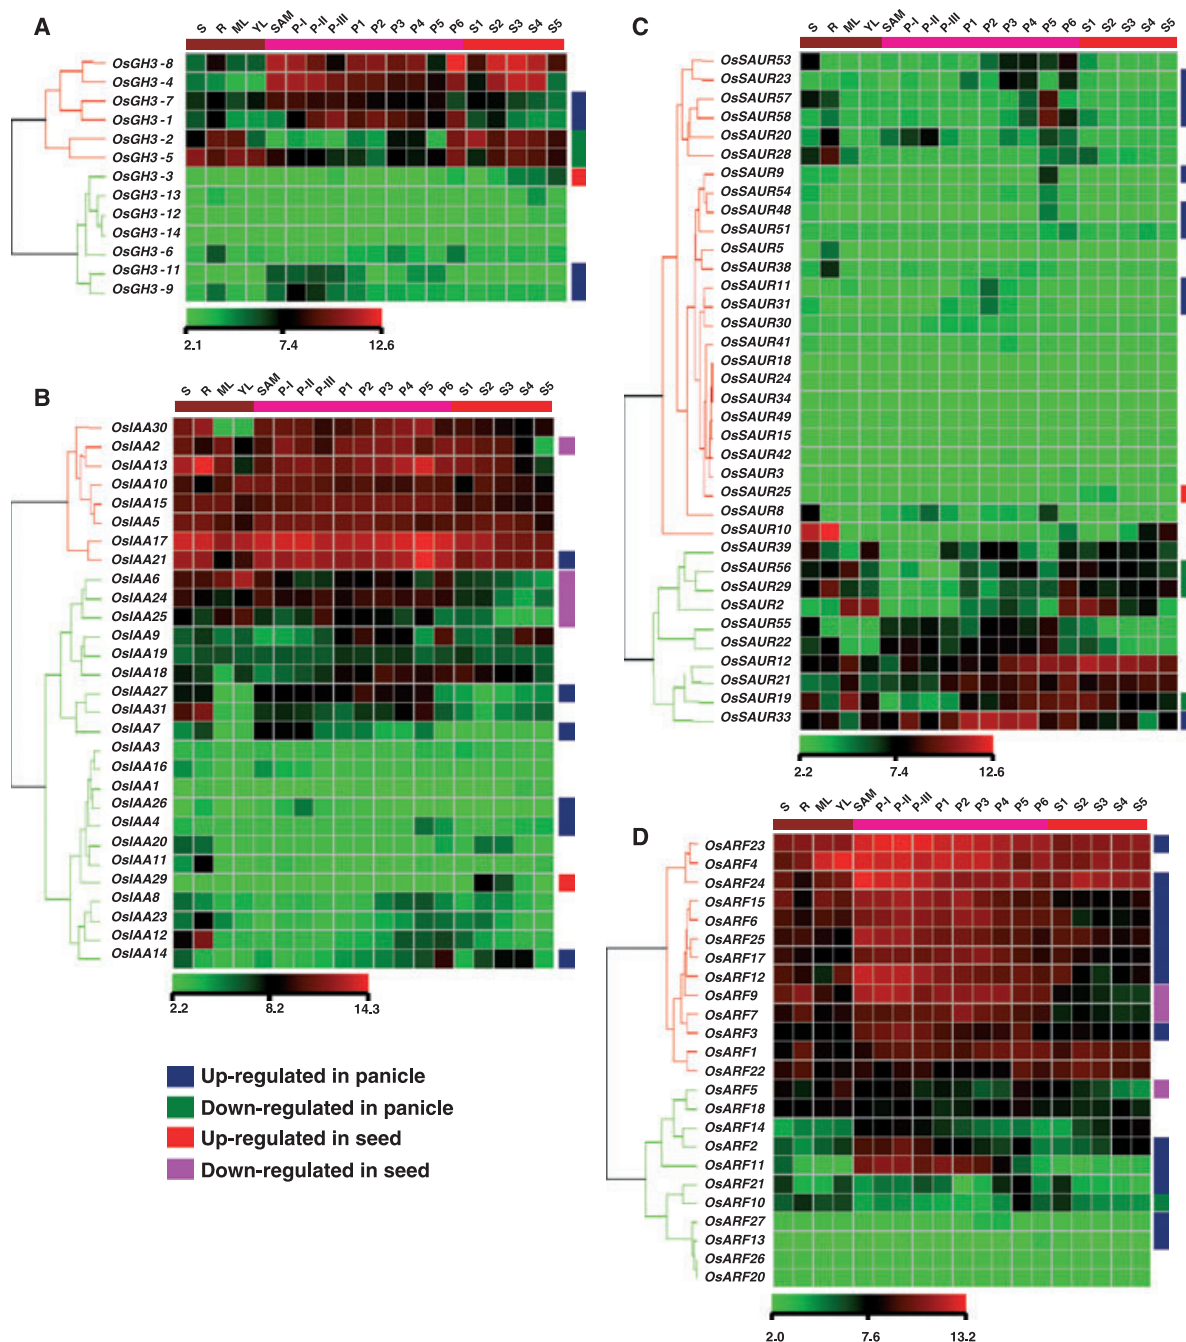 A
S R ML YL SAM P-I P-II P-III P1 P2 P3 P4 P5 P6 S1 S2 S3 S4 S5
OsGH3-8
OsGH3-4
OsGH3-7
OsGH3-1
OsGH3-2
OsGH3-5
OsGH3-3
OsGH3-13
OsGH3-12
OsGH3-14
OsGH3-6
OsGH3-11
OsGH3-9
2.1 7.4 12.6
B
S R ML YL SAM P-I P-II P-III P1 P2 P3 P4 P5 P6 S1 S2 S3 S4 S5
OsIAA30
OsIAA2
OsIAA13
OsIAA10
OsIAA15
OsIAA5
OsIAA17
OsIAA21
OsIAA6
OsIAA24
OsIAA25
OsIAA9
OsIAA19
OsIAA18
OsIAA27
OsIAA31
OsIAA7
OsIAA3
OsIAA16
OsIAA1
OsIAA26
OsIAA4
OsIAA20
OsIAA11
OsIAA29
OsIAA8
OsIAA23
OsIAA12
OsIAA14
2.2 8.2 14.3
Up-regulated in panicle
Down-regulated in panicle
Up-regulated in seed
Down-regulated in seed
C
S R ML YL SAM P-I P-II P-III P1 P2 P3 P4 P5 P6 S1 S2 S3 S4 S5
OsSAUR53
OsSAUR23
OsSAUR57
OsSAUR58
OsSAUR20
OsSAUR28
OsSAUR9
OsSAUR54
OsSAUR48
OsSAUR51
OsSAUR5
OsSAUR38
OsSAUR11
OsSAUR31
OsSAUR30
OsSAUR41
OsSAUR18
OsSAUR24
OsSAUR34
OsSAUR49
OsSAUR15
OsSAUR42
OsSAUR3
OsSAUR25
OsSAUR8
OsSAUR10
OsSAUR39
OsSAUR56
OsSAUR29
OsSAUR2
OsSAUR55
OsSAUR22
OsSAUR12
OsSAUR21
OsSAUR19
OsSAUR33
2.2 7.4 12.6
D
S R ML YL SAM P-I P-II P-III P1 P2 P3 P4 P5 P6 S1 S2 S3 S4 S5
OsARF23
OsARF4
OsARF24
OsARF15
OsARF6
OsARF25
OsARF17
OsARF12
OsARF9
OsARF7
OsARF3
OsARF1
OsARF22
OsARF5
OsARF18
OsARF14
OsARF2
OsARF11
OsARF21
OsARF10
OsARF27
OsARF13
OsARF26
OsARF20
2.0 7.6 13.2